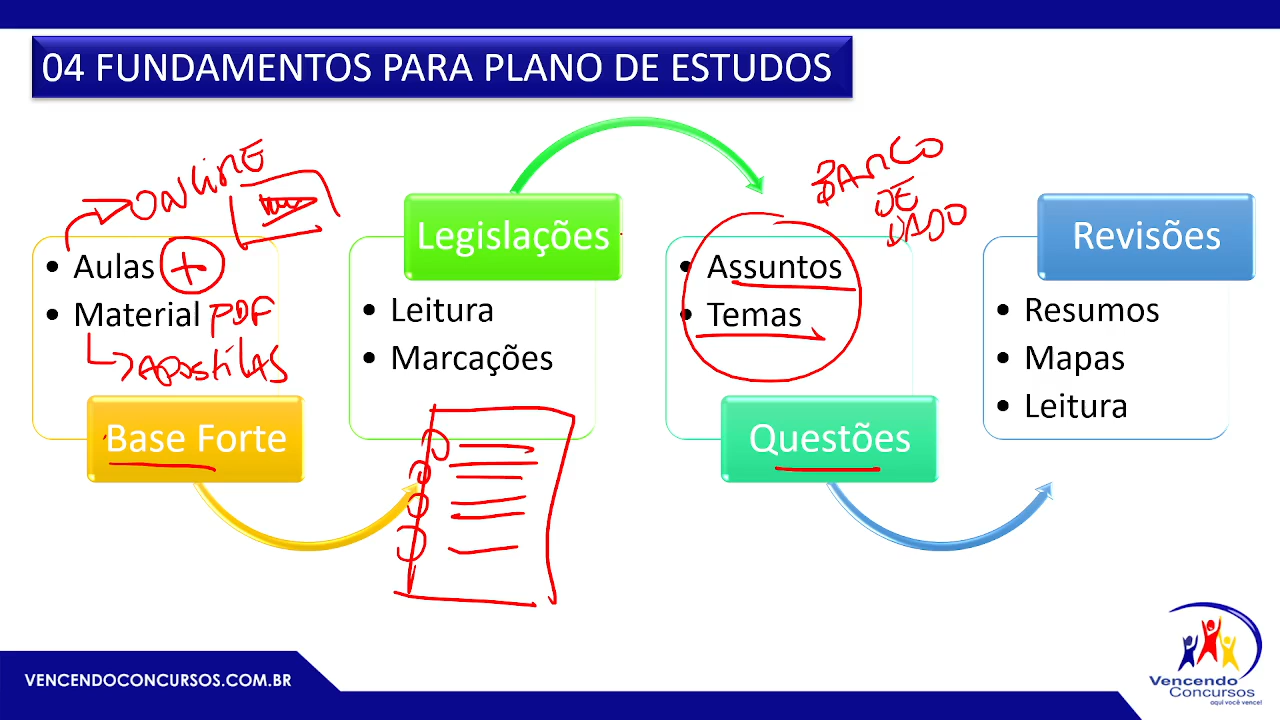 04 FUNDAMENTOS PARA PLANO DE ESTUDOS
ONLINE
• Aulas +
• Material PDF
APOSTILAS
Base Forte
Legislações
• Leitura
• Marcações
BANCO
DE
DADO
• Assuntos
• Temas
Questões
Revisões
• Resumos
• Mapas
• Leitura
VENCENDOCONCURSOS.COM.BR
Vencendo
Concursos
aqui você vence!